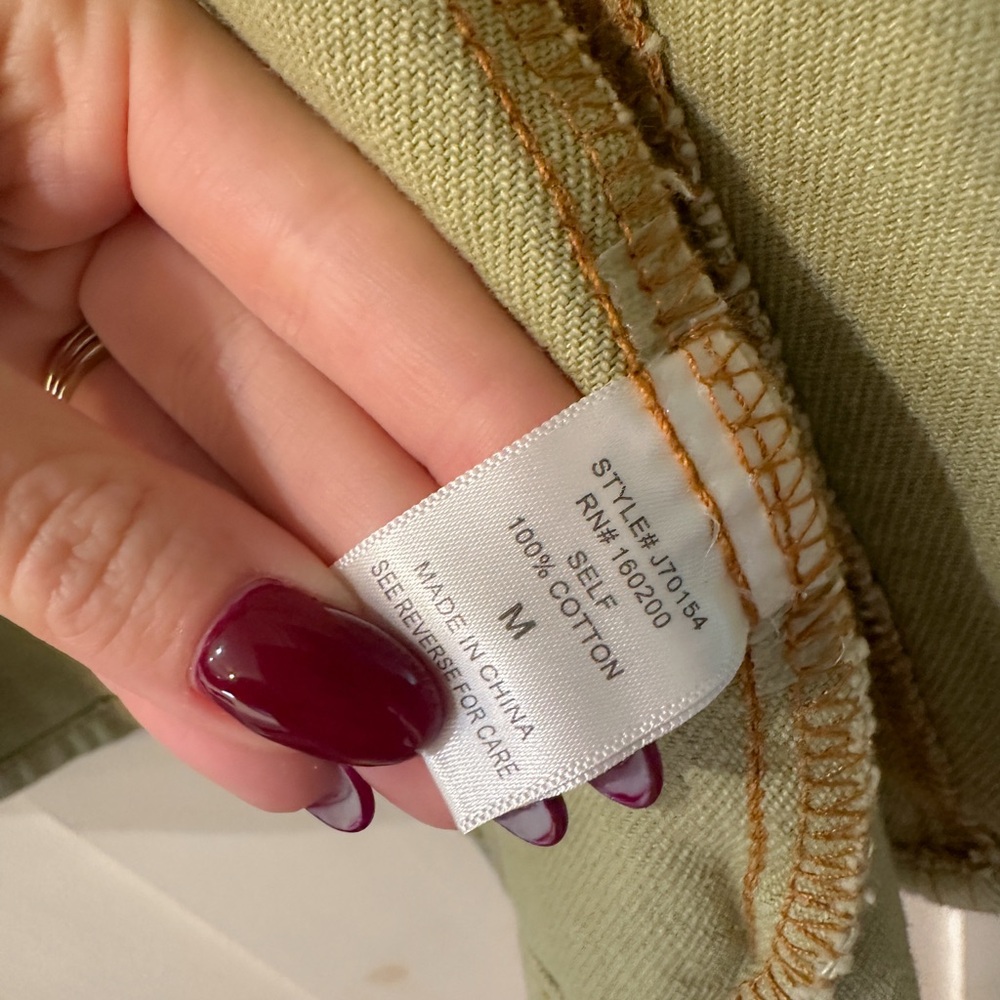 STYLE# J70154
RN# 160200
SELF
100% COTTON
M
MADE IN CHINA
SEE REVERSE FOR CARE